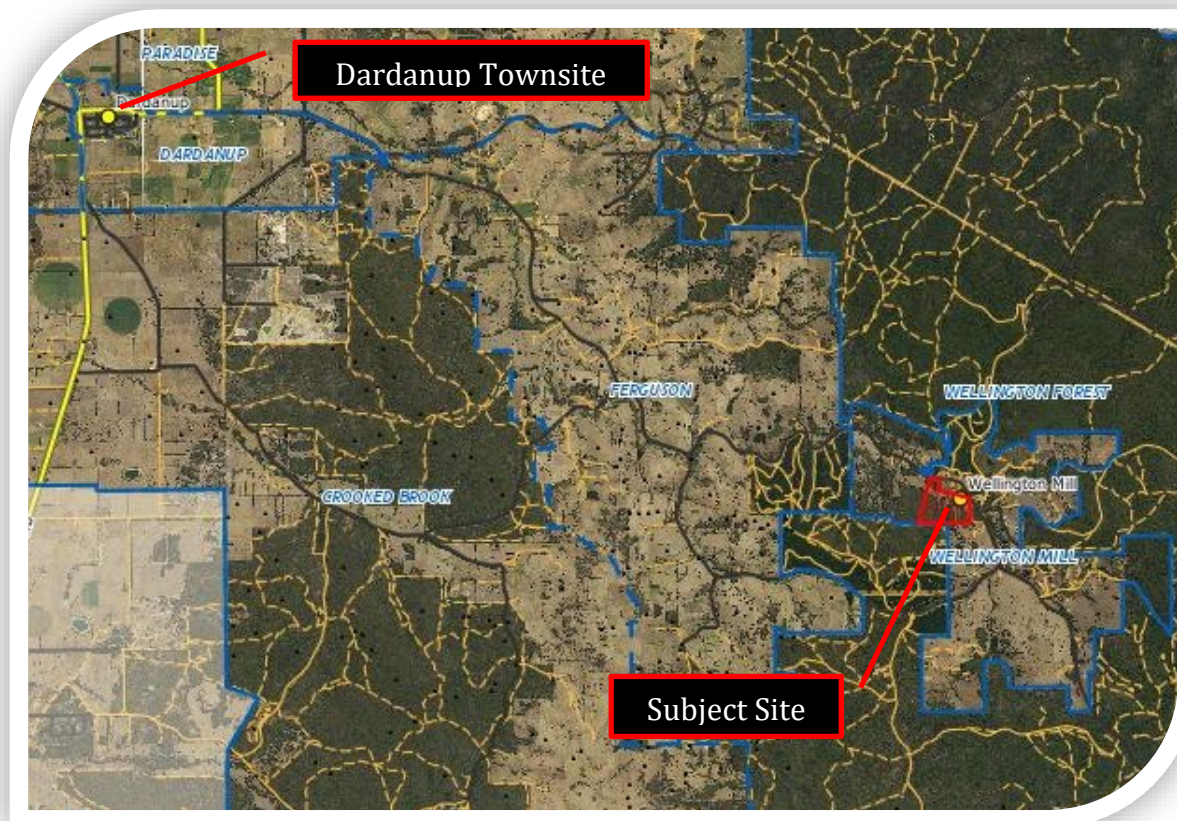 PARADISE
Dardanup Townsite
Dardanup
DARDANUP
FERGUSON
WELLINGTON FOREST
Wellington Mill
CROOKED BROOK
WELLINGTON MILL
Subject Site